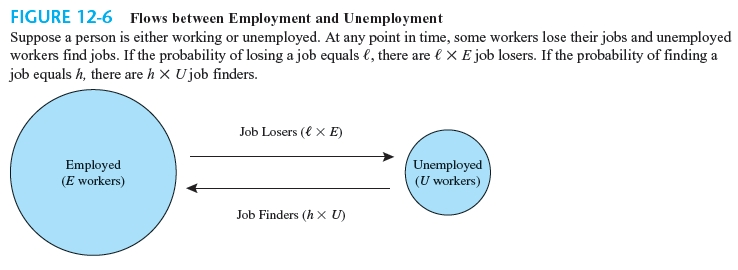 FIGURE 12-6 Flows between Employment and Unemployment
Suppose a person is either working or unemployed. At any point in time, some workers lose their jobs and unemployed
workers find jobs. If the probability of losing a job equals ℓ, there are ℓ × E job losers. If the probability of finding a
job equals h, there are h × U job finders.
Job Losers (ℓ × E)
Employed
(E workers)
Unemployed
(U workers)
Job Finders (h × U)